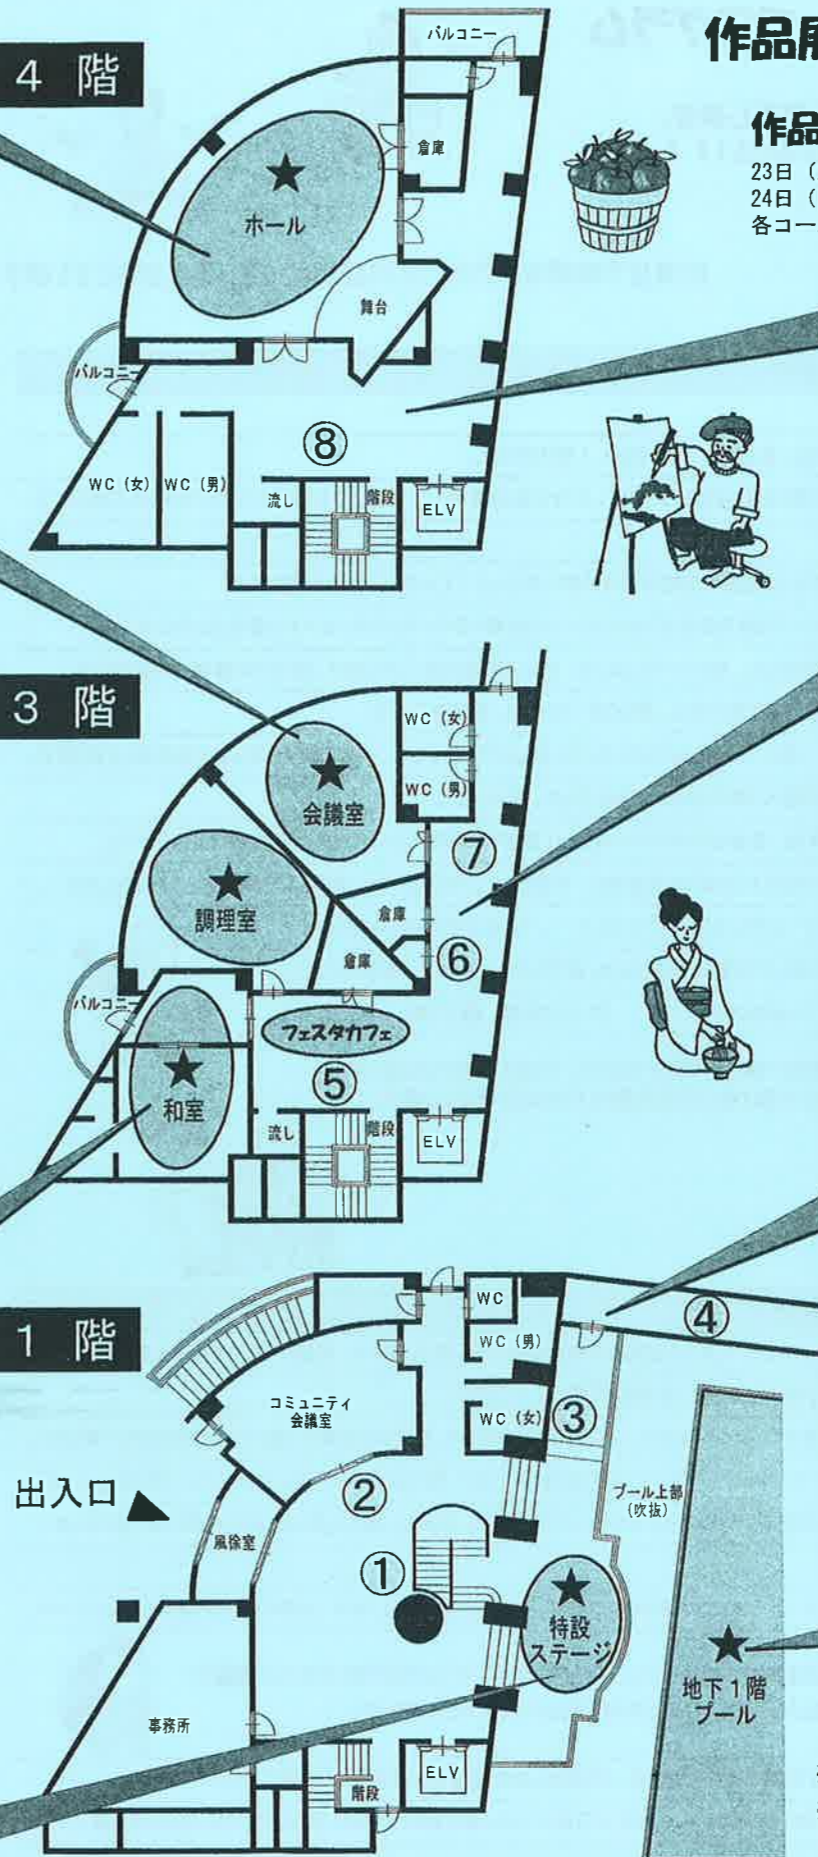 作品展
作品
23日（
24日（
各コー
4 階
バルコニー
倉庫
★
ホール
舞台
バルコニー
⑧
WC（女）
WC（男）
流し
階段
ELV
3 階
WC（女）
★
会議室
WC（男）
⑦
★
調理室
倉庫
倉庫
⑥
バルコニー
フェスタカフェ
★
和室
⑤
流し
階段
ELV
1 階
WC
④
WC（男）
コミュニティ
会議室
WC（女）
③
出入口
②
プール上部
（吹抜）
風徐室
①
★
特設
ステージ
★
地下１階
プール
事務所
階段
ELV